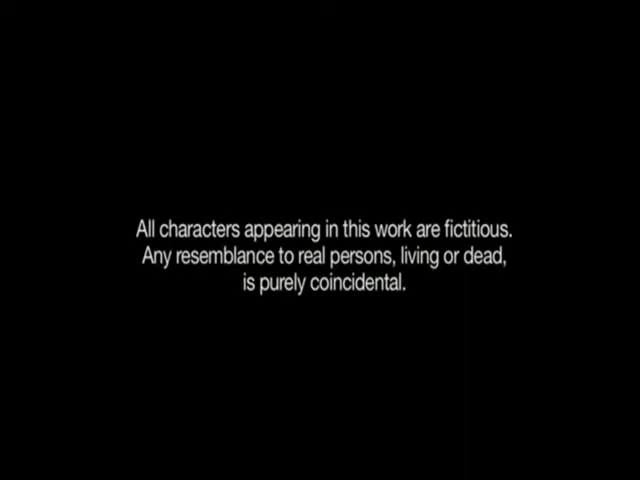 All characters appearing in this work are fictitious.
Any resemblance to real persons, living or dead,
is purely coincidental.